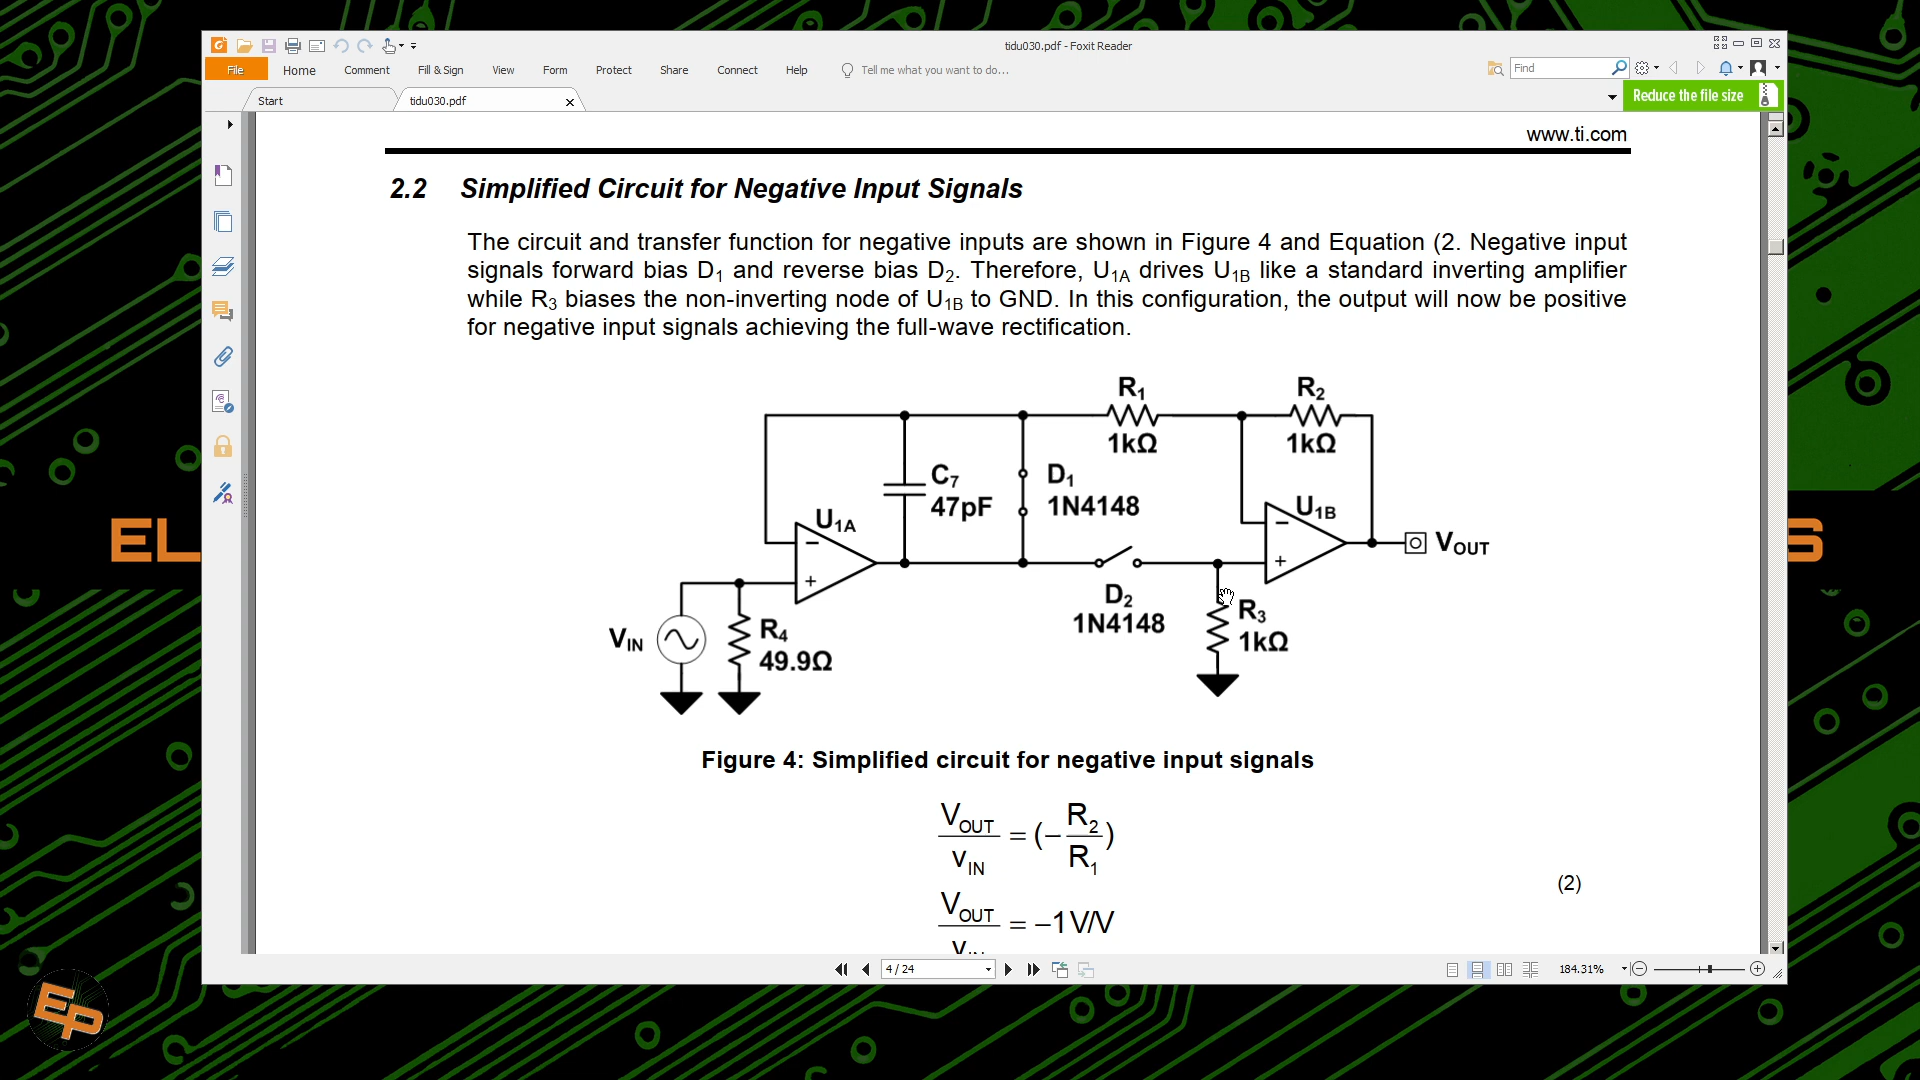 tidu030.pdf - Foxit Reader
File Home Comment Fill & Sign View Form Protect Share Connect Help Tell me what you want to do... Find
Start tidu030.pdf Reduce the file size
www.ti.com
2.2 Simplified Circuit for Negative Input Signals
The circuit and transfer function for negative inputs are shown in Figure 4 and Equation (2. Negative input
signals forward bias D1 and reverse bias D2. Therefore, U1A drives U1B like a standard inverting amplifier
while R3 biases the non-inverting node of U1B to GND. In this configuration, the output will now be positive
for negative input signals achieving the full-wave rectification.
R1 R2
1kΩ 1kΩ
C7 D1
47pF 1N4148
U1A U1B
VOUT
D2
1N4148
VIN
R4
49.9Ω
R3
1kΩ
Figure 4: Simplified circuit for negative input signals
VOUT/vIN = (−R2/R1)
(2)
VOUT/vIN = −1V/V
4 / 24 184.31%
EL S
EP